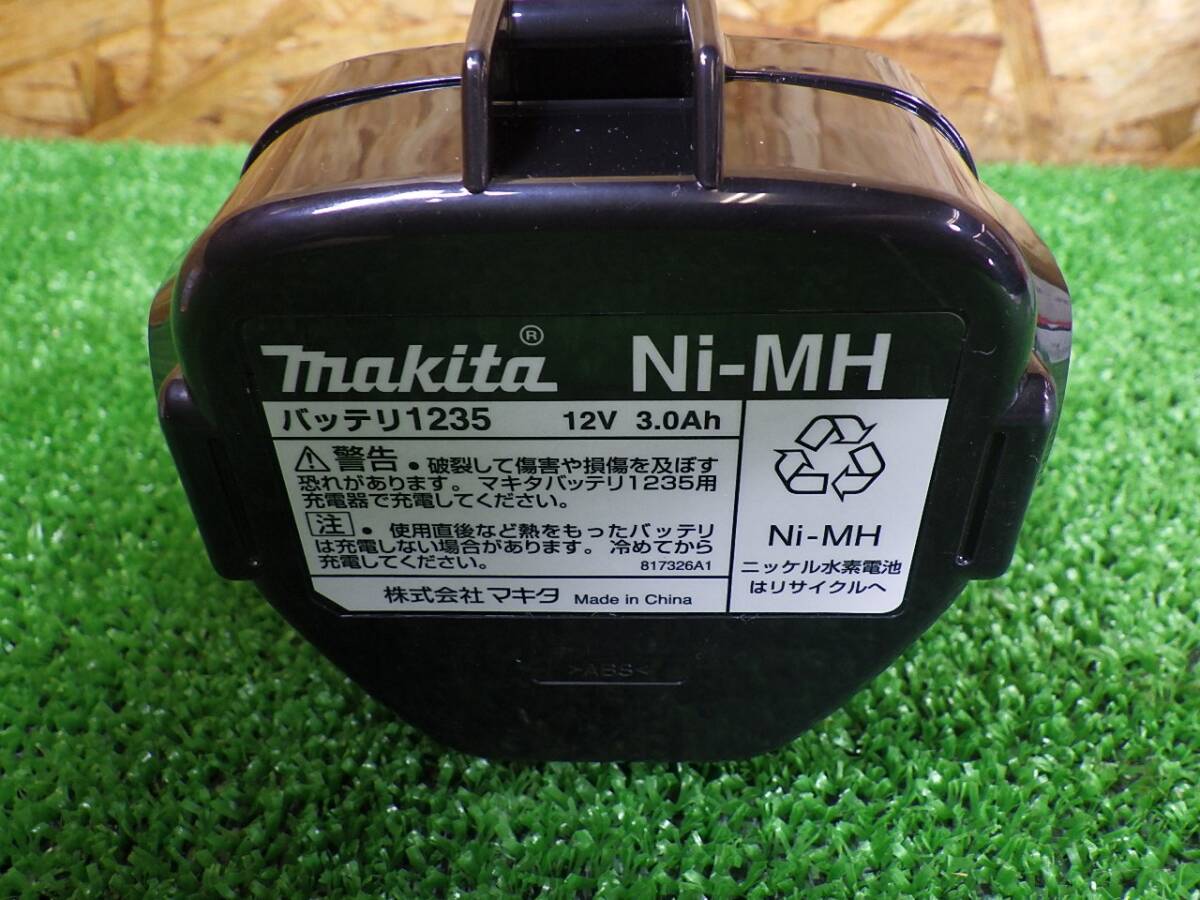 makita® Ni-MH
バッテリ1235 12V 3.0Ah
⚠警告 ● 破裂して傷害や損傷を及ぼす
恐れがあります。マキタバッテリ1235用
充電器で充電してください。
注 ● 使用直後など熱をもったバッテリ
は充電しない場合があります。冷めてから
充電してください。
817326A1
株式会社マキタ Made in China
Ni-MH
ニッケル水素電池
はリサイクルへ
>ABS<